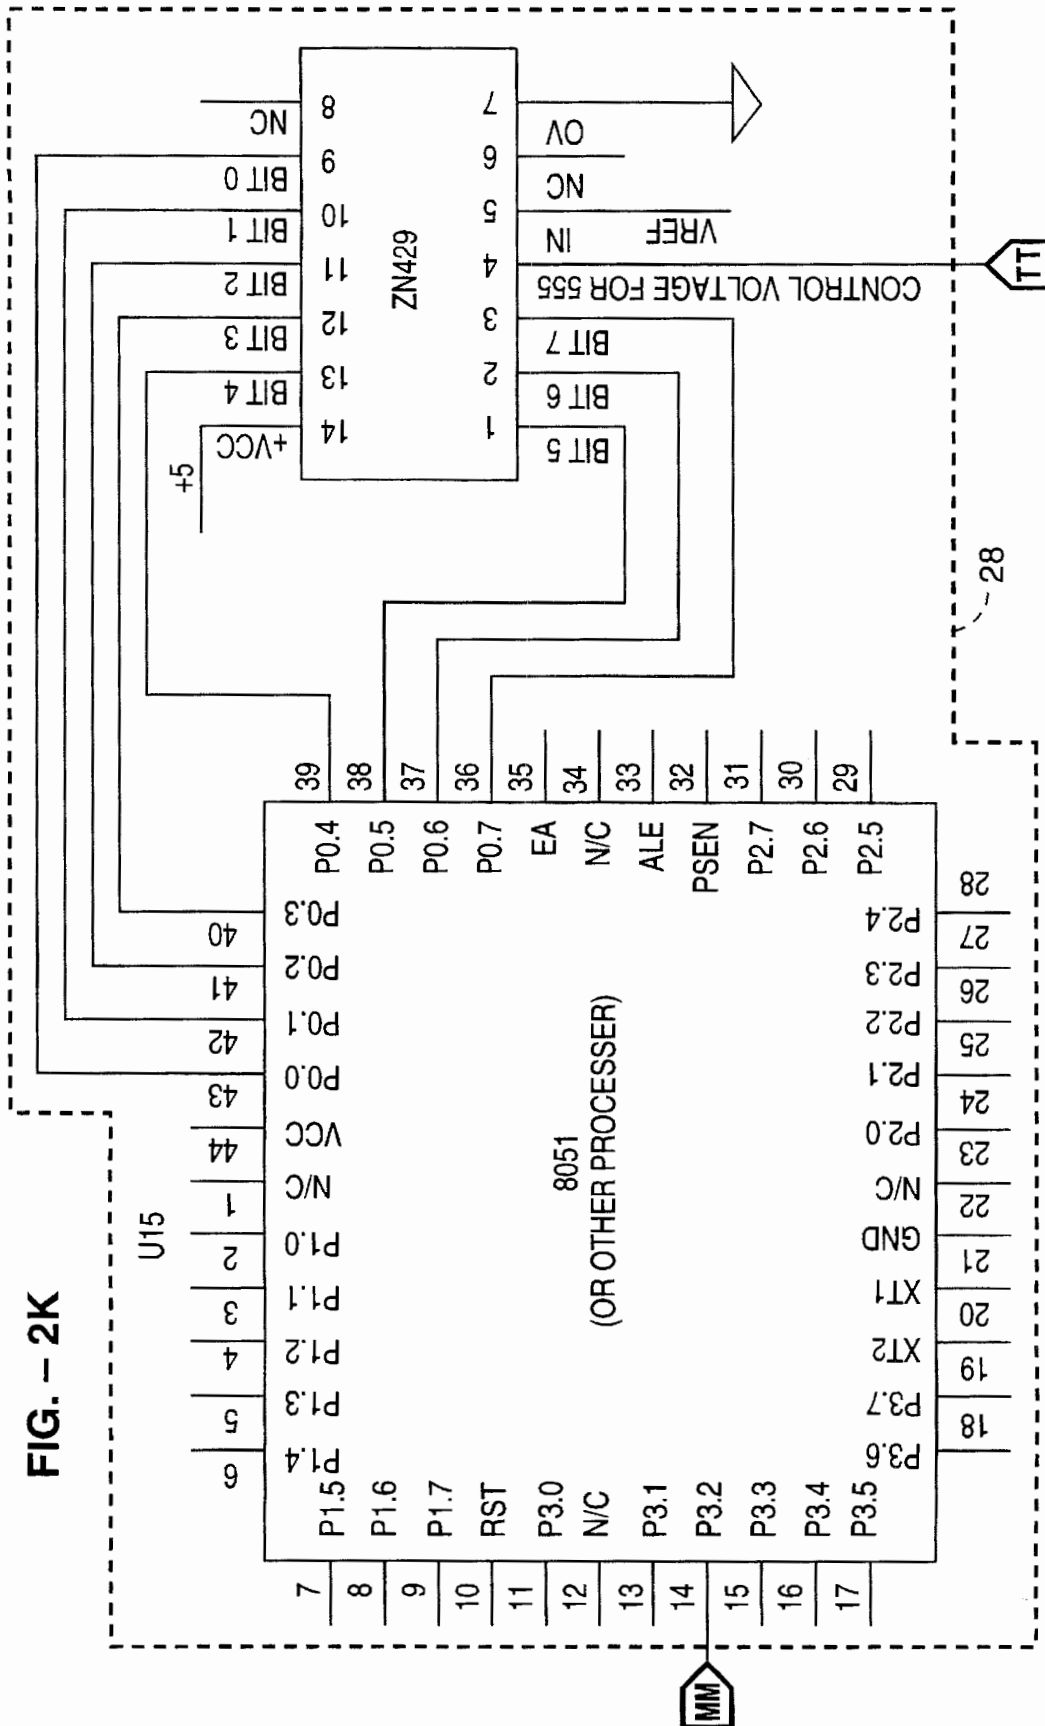 FIG. – 2K
U15
6
5
4
3
2
1
44
43
42
41
40
P1.4
P1.3
P1.2
P1.1
P1.0
N/C
VCC
P0.0
P0.1
P0.2
P0.3
7
8
9
10
11
12
13
14
15
16
17
P1.5
P1.6
P1.7
RST
P3.0
N/C
P3.1
P3.2
P3.3
P3.4
P3.5
MM
8051
(OR OTHER PROCESSER)
P0.4
P0.5
P0.6
P0.7
EA
N/C
ALE
PSEN
P2.7
P2.6
P2.5
39
38
37
36
35
34
33
32
31
30
29
P3.6
P3.7
XT2
XT1
GND
N/C
P2.0
P2.1
P2.2
P2.3
P2.4
18
19
20
21
22
23
24
25
26
27
28
+5
+VCC
BIT 4
BIT 3
BIT 2
BIT 1
BIT 0
NC
14
13
12
11
10
9
8
ZN429
1
2
3
4
5
6
7
BIT 5
BIT 6
BIT 7
CONTROL VOLTAGE FOR 555
IN
VREF
NC
OV
TT
28